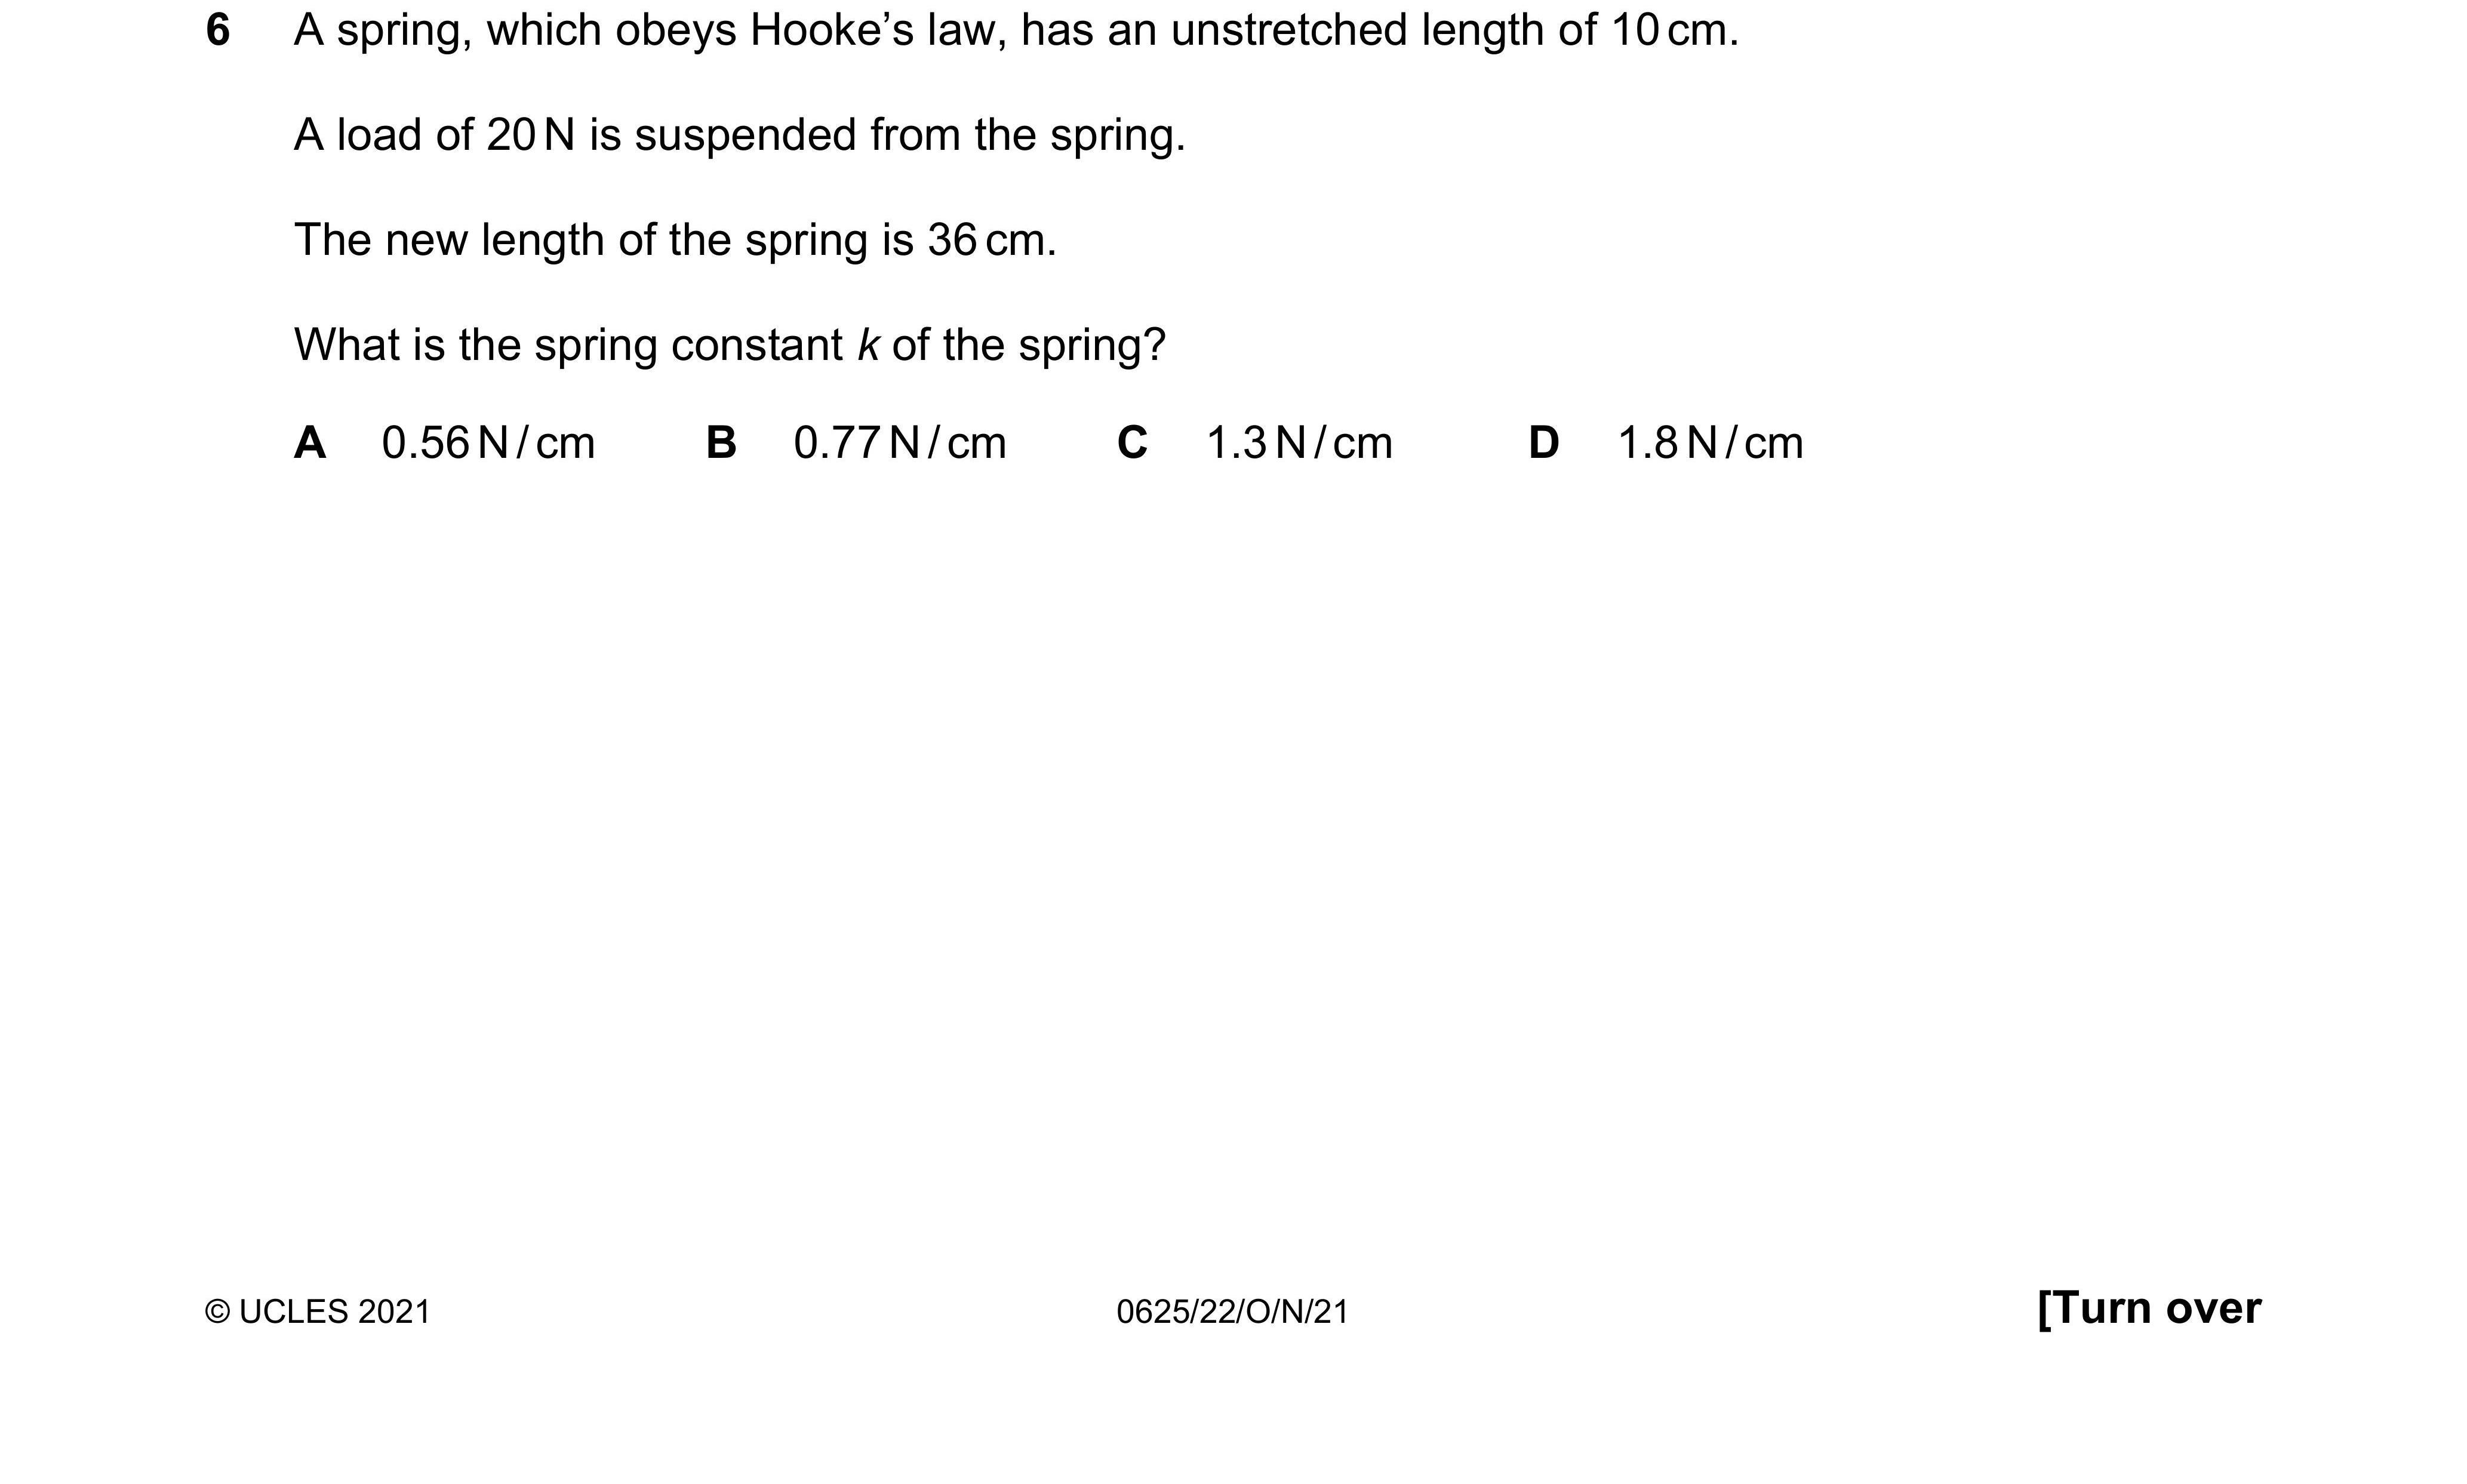 6 A spring, which obeys Hooke’s law, has an unstretched length of 10 cm.
A load of 20 N is suspended from the spring.
The new length of the spring is 36 cm.
What is the spring constant k of the spring?
A 0.56 N / cm B 0.77 N / cm C 1.3 N / cm D 1.8 N / cm
© UCLES 2021 0625/22/O/N/21 [Turn over